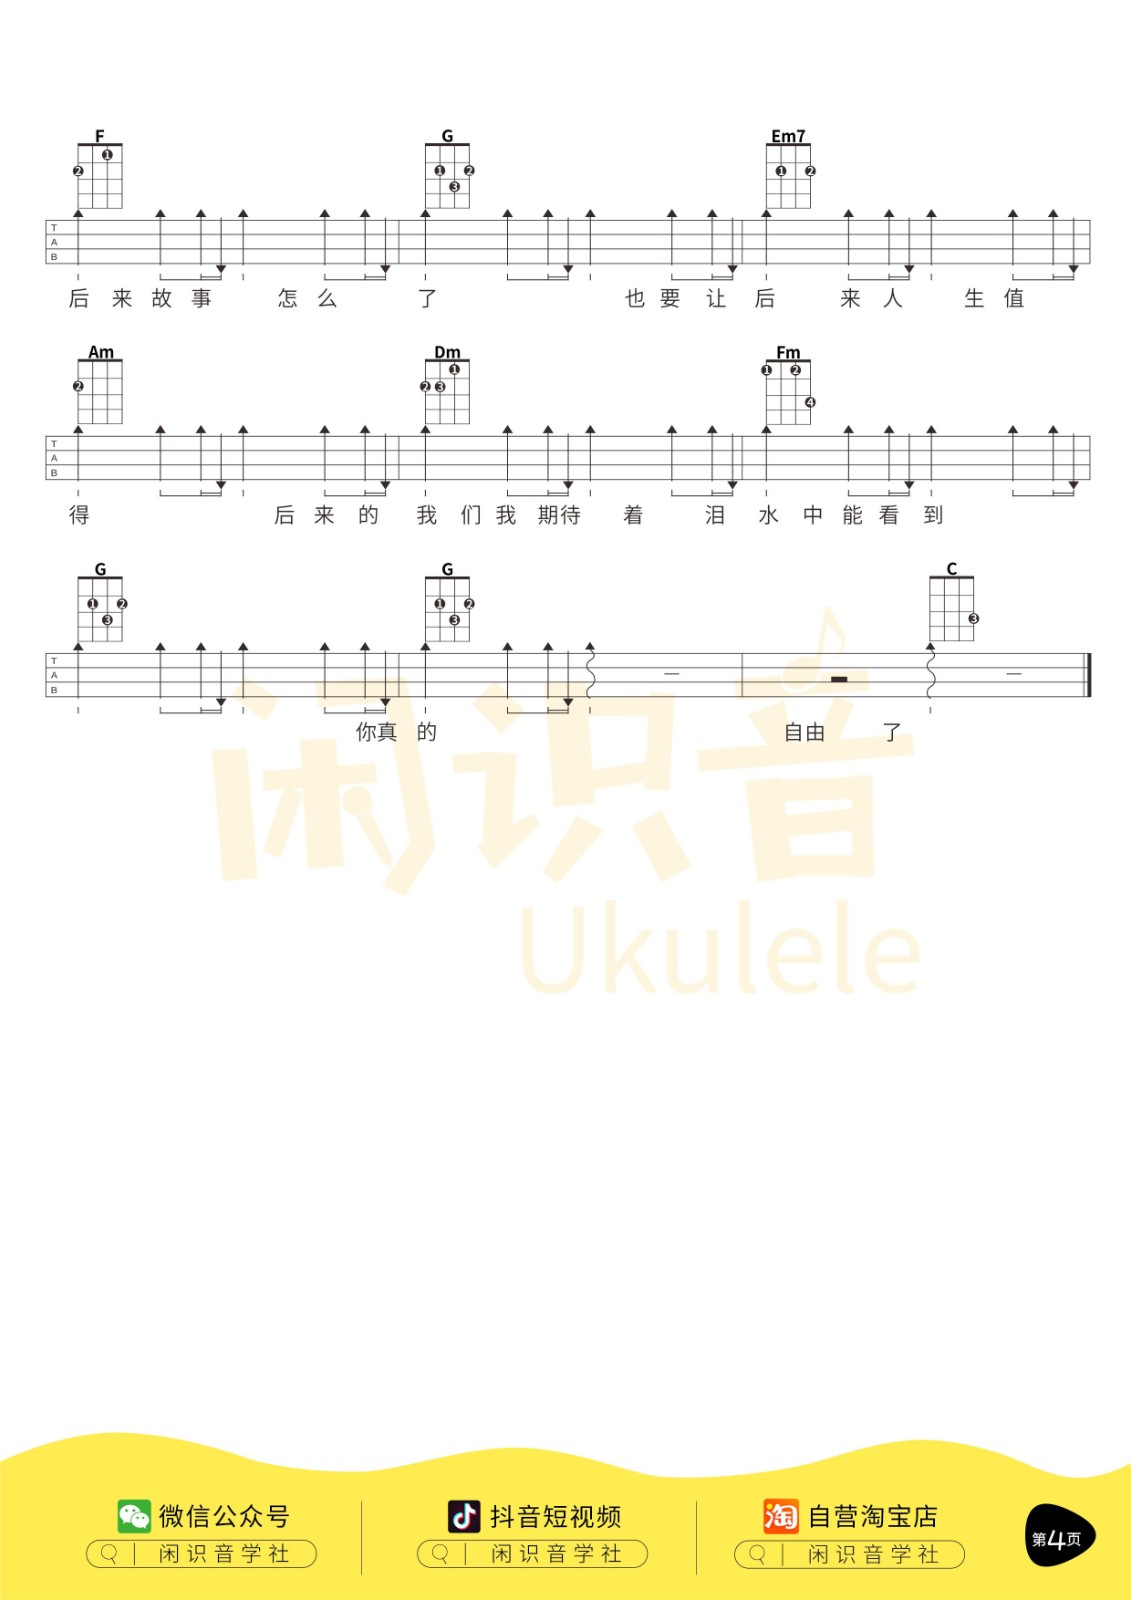 F G Em7
T
A
B
后来故事 怎么 了 也要让后 来人 生值
Am Dm Fm
T
A
B
得 后来的 我们我期待 着 泪 水中能看到
G G C
T
A
B
你真的 自由 了
闲识音
Ukulele
微信公众号 抖音短视频 自营淘宝店
闲识音学社 闲识音学社 闲识音学社
第4页